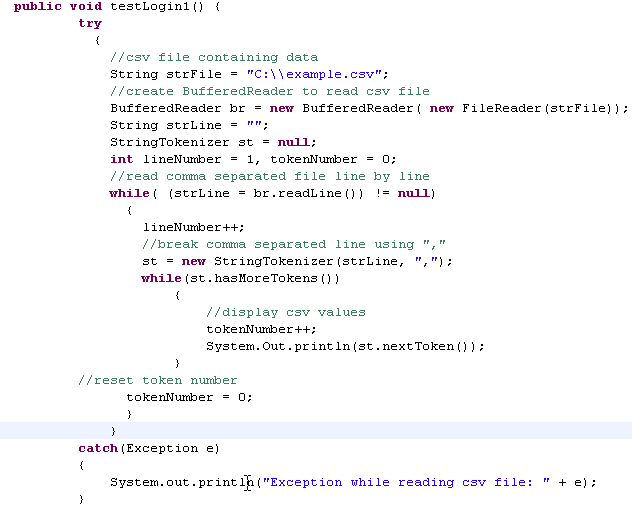 public void testLogin1() {
try
{
//csv file containing data
String strFile = "C:\\example.csv";
//create BufferedReader to read csv file
BufferedReader br = new BufferedReader( new FileReader(strFile));
String strLine = "";
StringTokenizer st = null;
int lineNumber = 1, tokenNumber = 0;
//read comma separated file line by line
while( (strLine = br.readLine()) != null)
{
lineNumber++;
//break comma separated line using ","
st = new StringTokenizer(strLine, ",");
while(st.hasMoreTokens())
{
//display csv values
tokenNumber++;
System.Out.println(st.nextToken());
}
//reset token number
tokenNumber = 0;
}
}
catch(Exception e)
{
System.out.println("Exception while reading csv file: " + e);
}